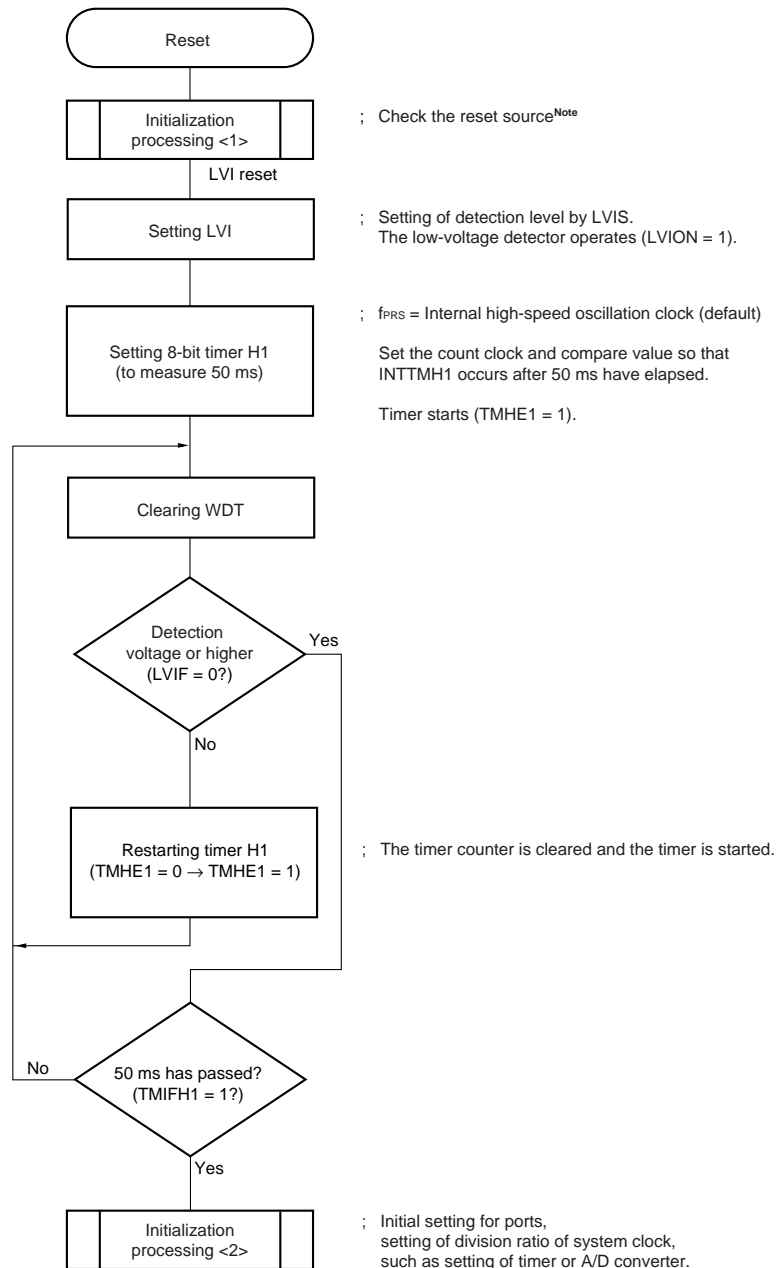 Reset
Initialization
processing <1>
; Check the reset sourceNote
LVI reset
Setting LVI
; Setting of detection level by LVIS.
The low-voltage detector operates (LVION = 1).
Setting 8-bit timer H1
(to measure 50 ms)
; fPRS = Internal high-speed oscillation clock (default)
Set the count clock and compare value so that
INTTMH1 occurs after 50 ms have elapsed.
Timer starts (TMHE1 = 1).
Clearing WDT
Detection
voltage or higher
(LVIF = 0?)
Yes
No
Restarting timer H1
(TMHE1 = 0 → TMHE1 = 1)
; The timer counter is cleared and the timer is started.
No
50 ms has passed?
(TMIFH1 = 1?)
Yes
Initialization
processing <2>
; Initial setting for ports,
setting of division ratio of system clock,
such as setting of timer or A/D converter.